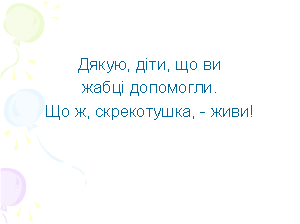 Дякую, діти, що ви
жабці допомогли.
Що ж, скрекотушка, - живи!